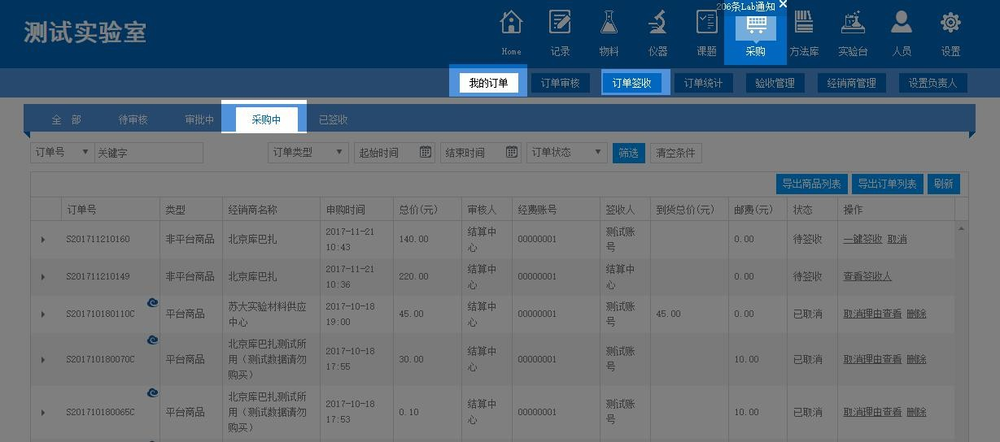 206条Lab通知
测试实验室
Home 记录 物料 仪器 课题 采购 方法库 实验台 人员 设置
我的订单 订单审核 订单签收 订单统计 验收管理 经销商管理 设置负责人
全 部 待审核 审批中 采购中 已签收
订单号 关键字 订单类型 起始时间 结束时间 订单状态 筛选 清空条件
导出商品列表 导出订单列表 刷新
订单号 类型 经销商名称 申购时间 总价(元) 审核人 经费账号 签收人 到货总价(元) 邮费(元) 状态 操作
S201711210160 非平台商品 北京库巴扎 2017-11-21 10:43 140.00 结算中心 00000001 测试账号 0.00 待签收 一键签收 取消
S201711210149 非平台商品 北京库巴扎 2017-11-21 10:36 220.00 结算中心 0.00 待签收 查看签收人
S201710180110C 平台商品 苏大实验材料供应中心 2017-10-18 19:00 45.00 结算中心 00000001 测试账号 45.00 0.00 已取消 取消理由查看 删除
S201710180070C 平台商品 北京库巴扎测试所用（测试数据请勿购买） 2017-10-18 17:55 30.00 结算中心 00000001 测试账号 10.00 已取消 取消理由查看 删除
S201710180065C 平台商品 北京库巴扎测试所用（测试数据请勿购买） 2017-10-18 17:53 0.10 结算中心 00000001 测试账号 10.00 已取消 取消理由查看 删除